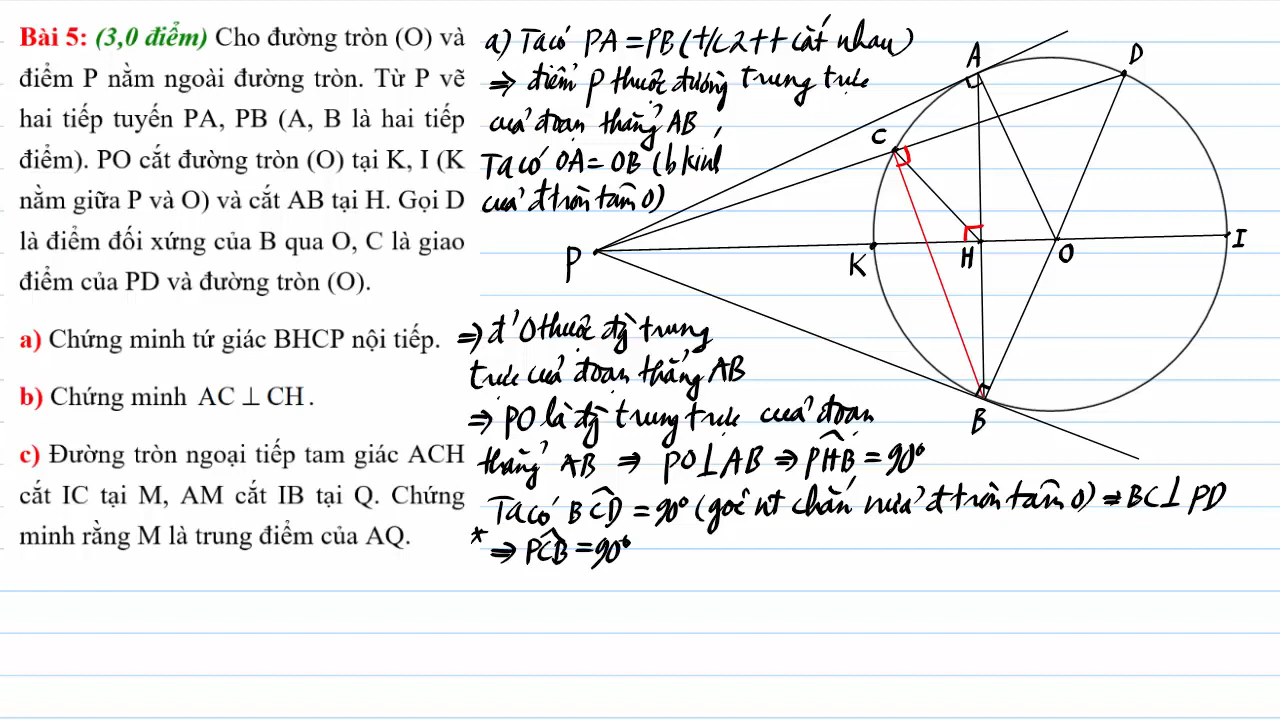 Bài 5: (3,0 điểm) Cho đường tròn (O) và
điểm P nằm ngoài đường tròn. Từ P vẽ
hai tiếp tuyến PA, PB (A, B là hai tiếp
điểm). PO cắt đường tròn (O) tại K, I (K
nằm giữa P và O) và cắt AB tại H. Gọi D
là điểm đối xứng của B qua O, C là giao
điểm của PD và đường tròn (O).
a) Chứng minh tứ giác BHCP nội tiếp.
b) Chứng minh AC ⊥ CH.
c) Đường tròn ngoại tiếp tam giác ACH
cắt IC tại M, AM cắt IB tại Q. Chứng
minh rằng M là trung điểm của AQ.
a) Ta có PA = PB (t/c 2 tt cắt nhau)
⇒ điểm P thuộc đường trung trực
của đoạn thẳng AB
Ta có OA = OB (b kính
của đ tròn tâm O)
⇒ đ' O thuộc đg trung
trực của đoạn thẳng AB
⇒ PO là đg trung trực của đoạn
thẳng AB ⇒ PO ⊥ AB ⇒ PHB = 90°
Ta có BCD = 90° (góc nt chắn nửa đ tròn tâm O) ⇒ BC ⊥ PD
* ⇒ PCB = 90°
A
D
C
P
K
H
O
I
B